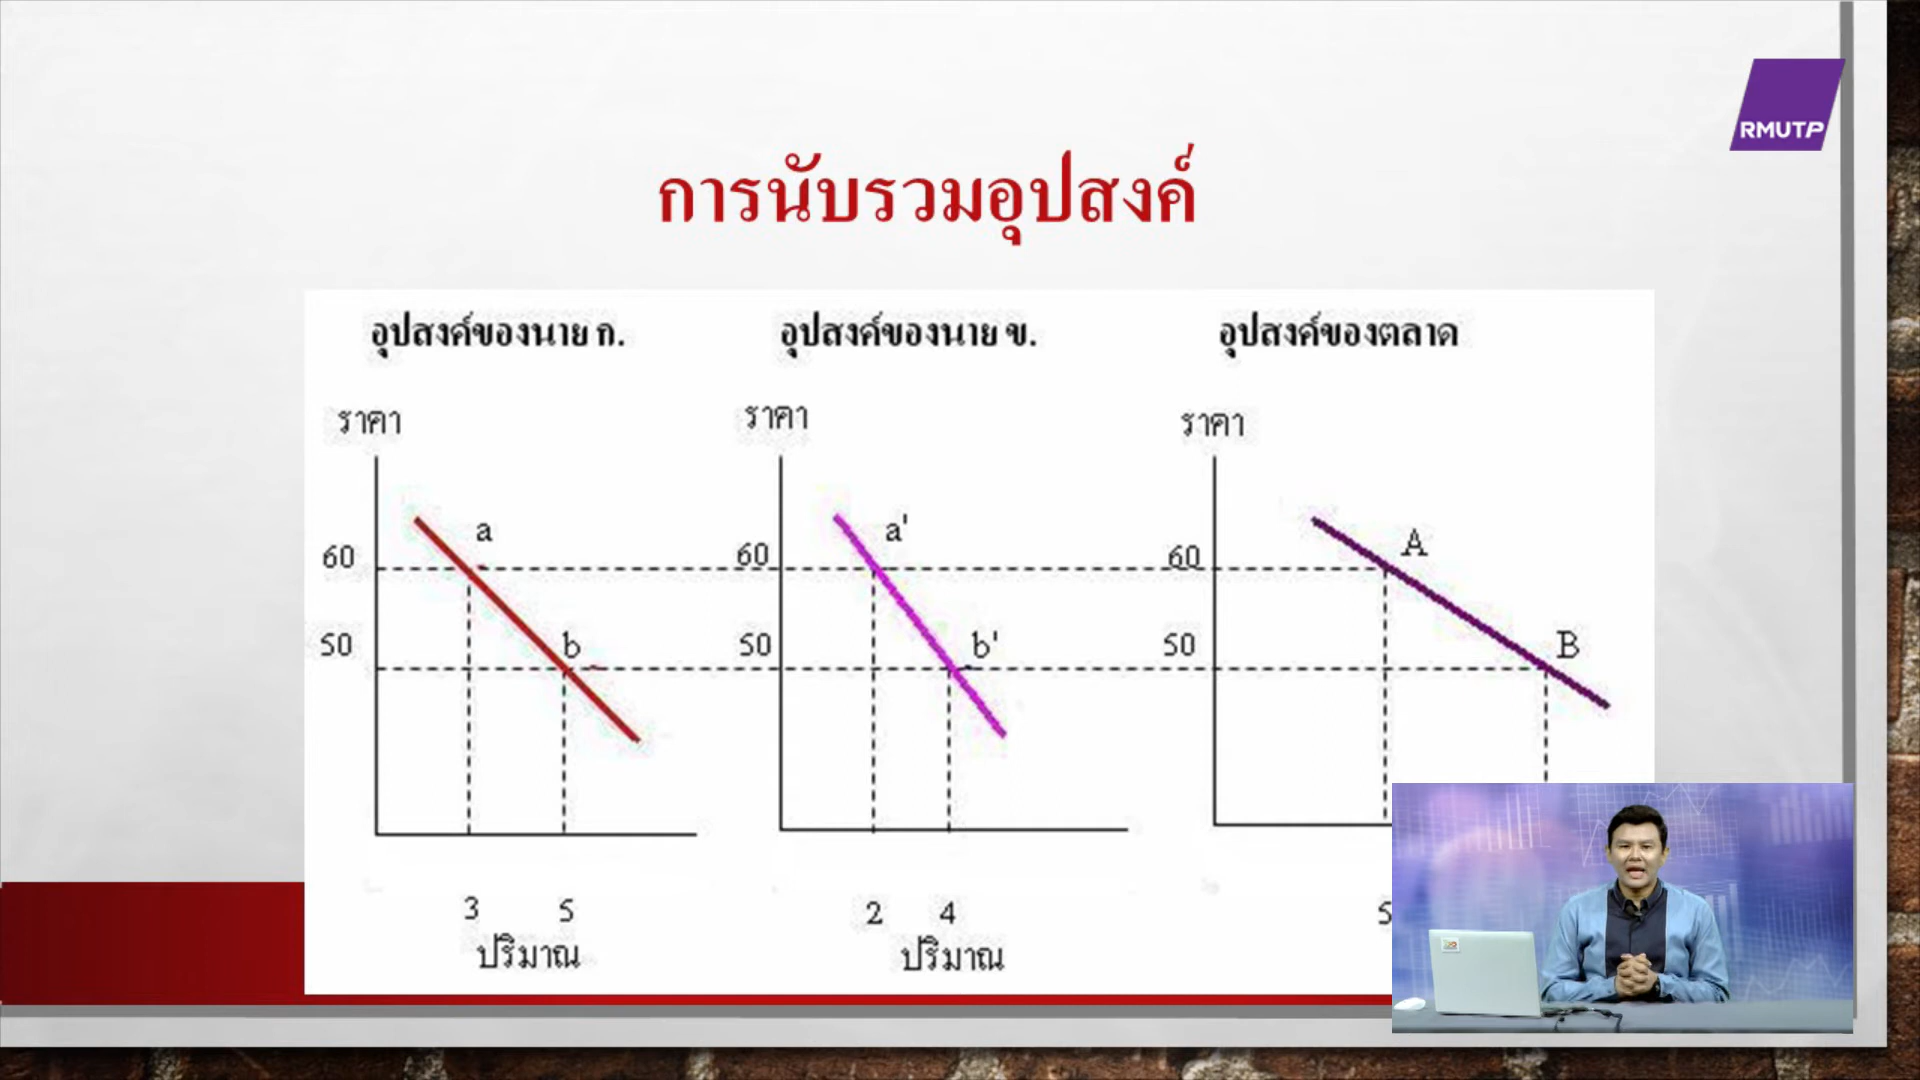 RMUTP
การนับรวมอุปสงค์
อุปสงค์ของนาย ก.
อุปสงค์ของนาย ข.
อุปสงค์ของตลาด
ราคา
ราคา
ราคา
a
a'
A
60
60
60
b
b'
B
50
50
50
3
5
2
4
5
ปริมาณ
ปริมาณ